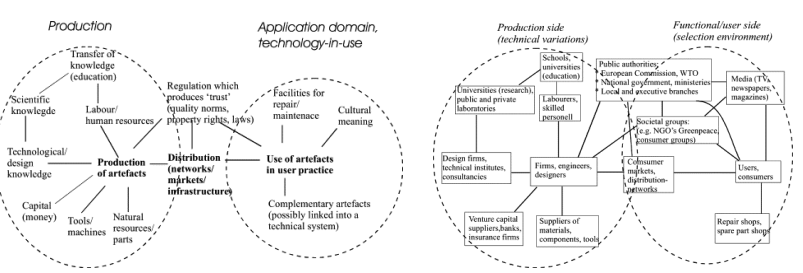 Production
Application domain,
technology-in-use
Transfer of
knowledge
(education)
Scientific
knowlegde
Labour/
human resources
Technological/
design
knowledge
Production
of artefacts
Capital
(money)
Tools/
machines
Natural
resources/
parts
Regulation which
produces 'trust'
(quality norms,
property rights, laws)
Distribution
(networks/
markets/
infrastructure)
Facilities for
repair/
maintenace
Cultural
meaning
Use of artefacts
in user practice
Complementary artefacts
(possibly linked into a
technical system)
Production side
(technical variations)
Functional/user side
(selection environment)
Schools,
universities
(education)
Universities (research),
public and private
laboratories
Labourers,
skilled
personell
Public authorities:
European Commission, WTO
National government, ministeries
Local and executive branches
Media (TV,
newspapers,
magazines)
Societal groups:
(e.g. NGO's Greenpeace,
consumer groups)
Design firms,
technical institutes,
consultancies
Firms, engineers,
designers
Consumer
markets,
distribution-
networks
Users,
consumers
Venture capital
suppliers,banks,
insurance firms
Suppliers of
materials,
components, tools
Repair shops,
spare part shops